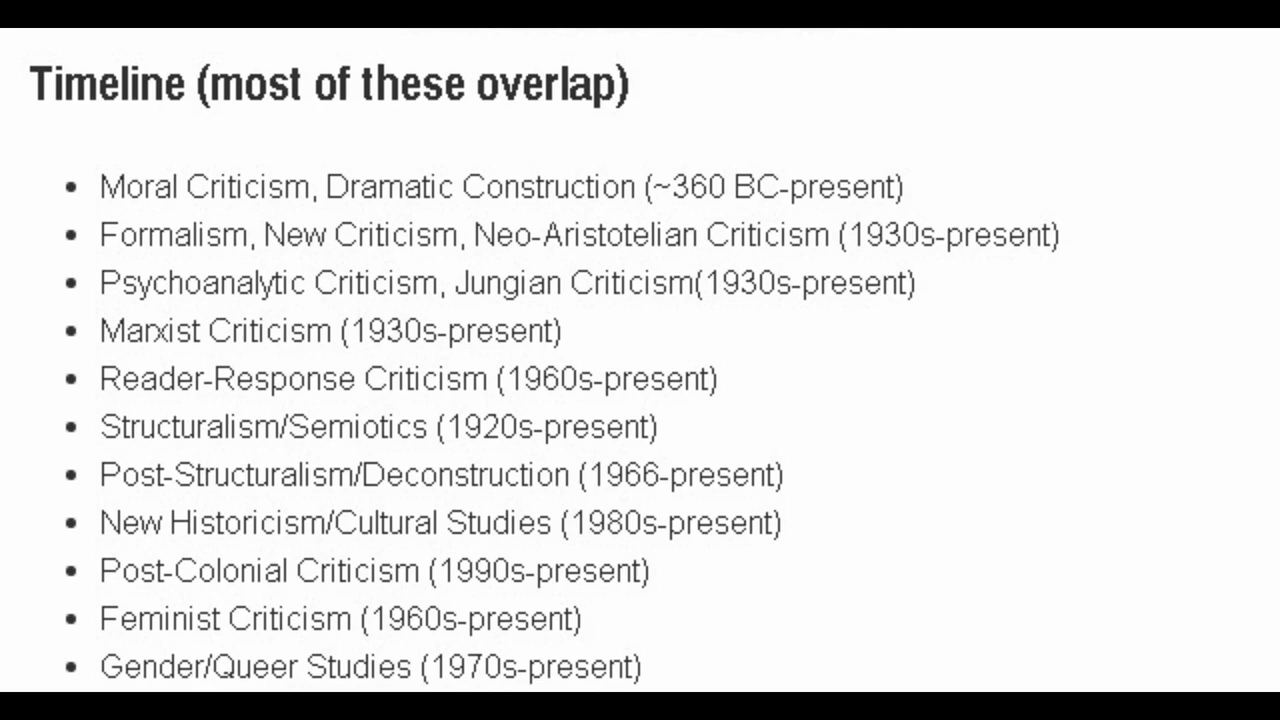 Timeline (most of these overlap)
• Moral Criticism, Dramatic Construction (~360 BC-present)
• Formalism, New Criticism, Neo-Aristotelian Criticism (1930s-present)
• Psychoanalytic Criticism, Jungian Criticism(1930s-present)
• Marxist Criticism (1930s-present)
• Reader-Response Criticism (1960s-present)
• Structuralism/Semiotics (1920s-present)
• Post-Structuralism/Deconstruction (1966-present)
• New Historicism/Cultural Studies (1980s-present)
• Post-Colonial Criticism (1990s-present)
• Feminist Criticism (1960s-present)
• Gender/Queer Studies (1970s-present)